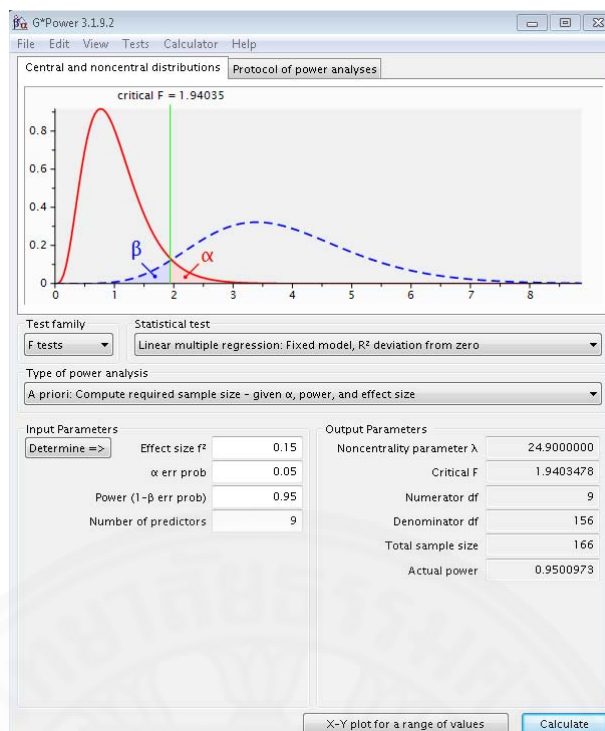 G*Power 3.1.9.2
File Edit View Tests Calculator Help
Central and noncentral distributions Protocol of power analyses
critical F = 1.94035
0.8
0.6
0.4
0.2
0
β α
0 1 2 3 4 5 6 7 8
Test family Statistical test
F tests Linear multiple regression: Fixed model, R² deviation from zero
Type of power analysis
A priori: Compute required sample size – given α, power, and effect size
Input Parameters Output Parameters
Determine => Effect size f² 0.15 Noncentrality parameter λ 24.9000000
α err prob 0.05 Critical F 1.9403478
Power (1-β err prob) 0.95 Numerator df 9
Number of predictors 9 Denominator df 156
Total sample size 166
Actual power 0.9500973
X-Y plot for a range of values Calculate